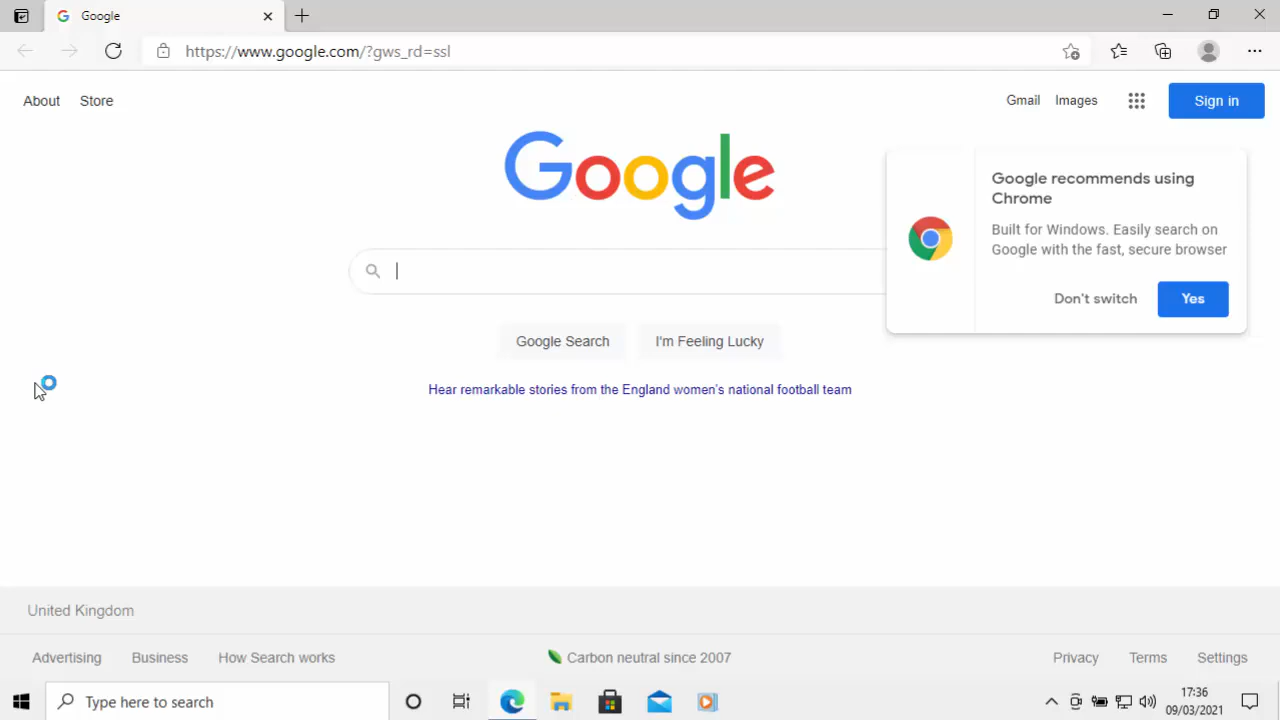 Google
https://www.google.com/?gws_rd=ssl
About Store
Gmail Images
Sign in
Google
Google recommends using
Chrome
Built for Windows. Easily search on
Google with the fast, secure browser
Don't switch
Yes
Google Search
I'm Feeling Lucky
Hear remarkable stories from the England women's national football team
United Kingdom
Advertising Business How Search works
Carbon neutral since 2007
Privacy Terms Settings
Type here to search
17:36
09/03/2021